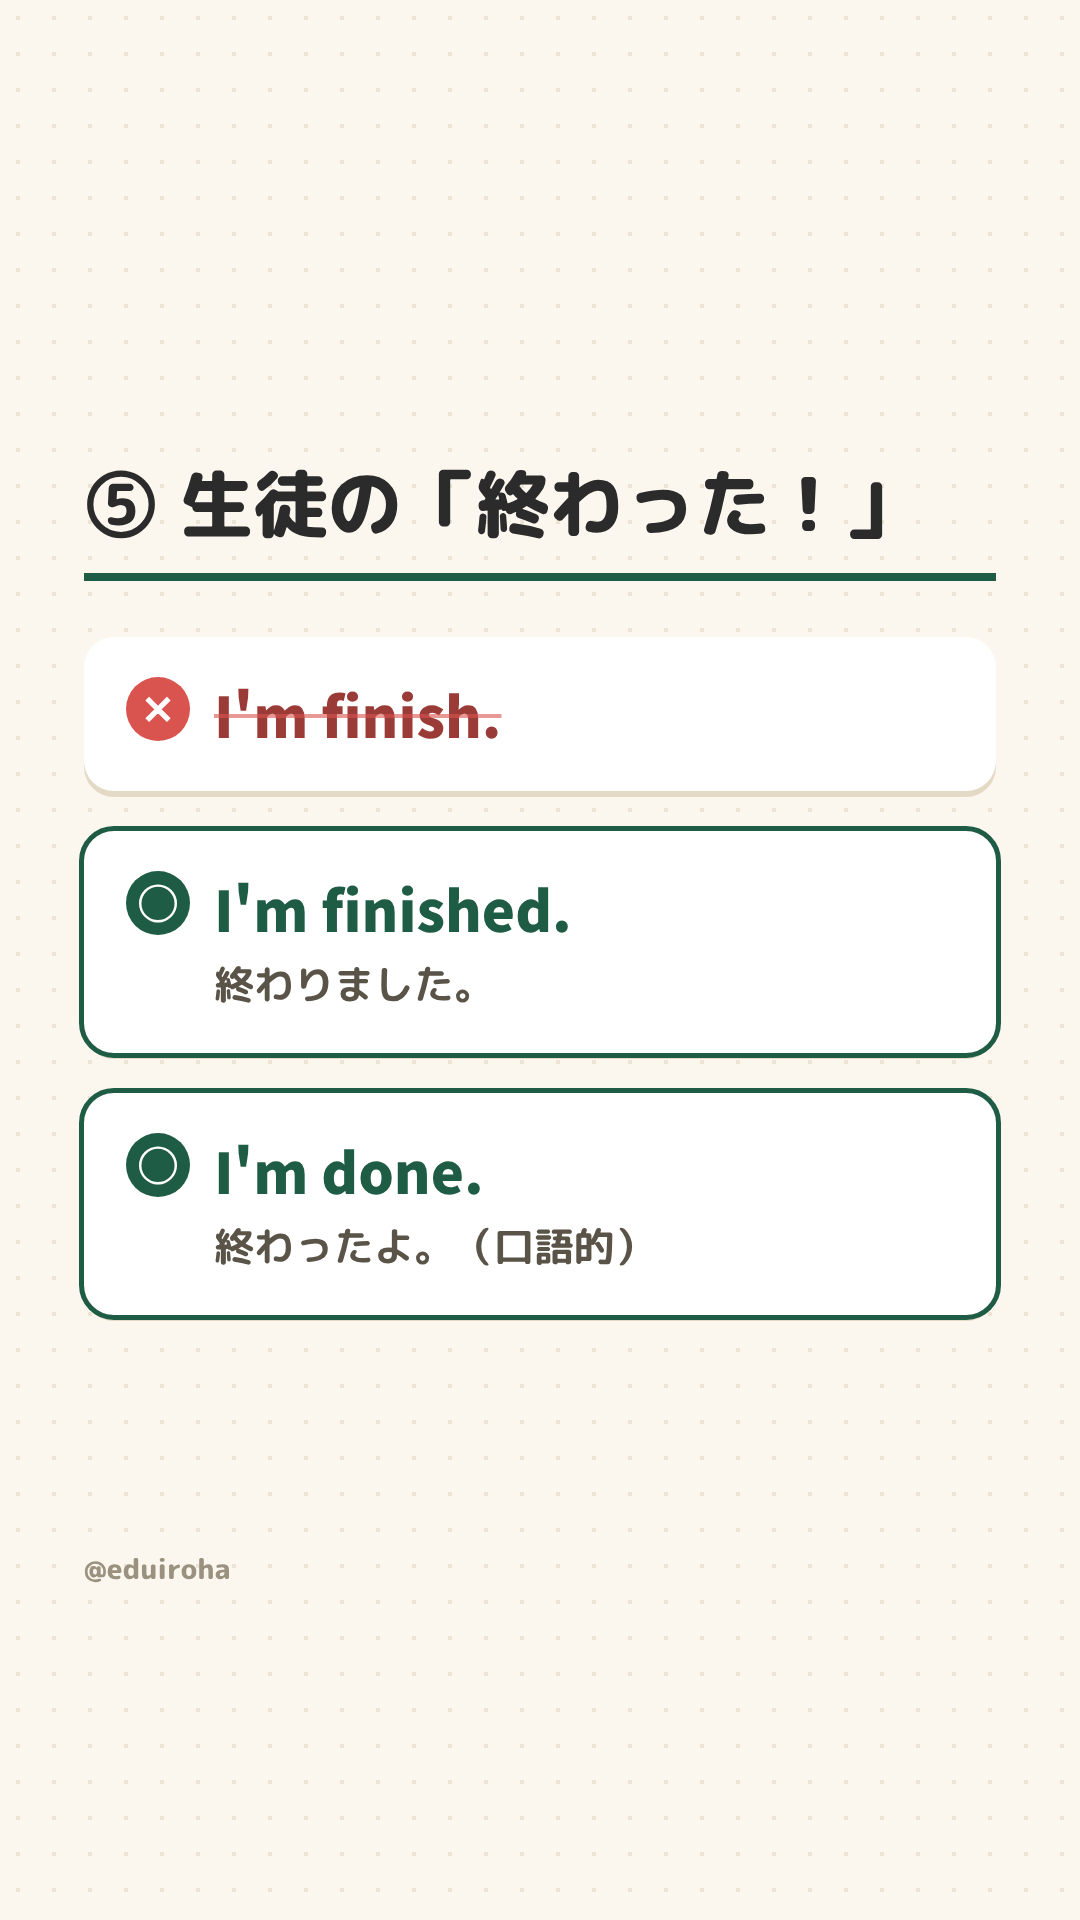 ⑤ 生徒の「終わった！」
× I'm finish.
○ I'm finished.
終わりました。
○ I'm done.
終わったよ。（口語的）
@eduiroha